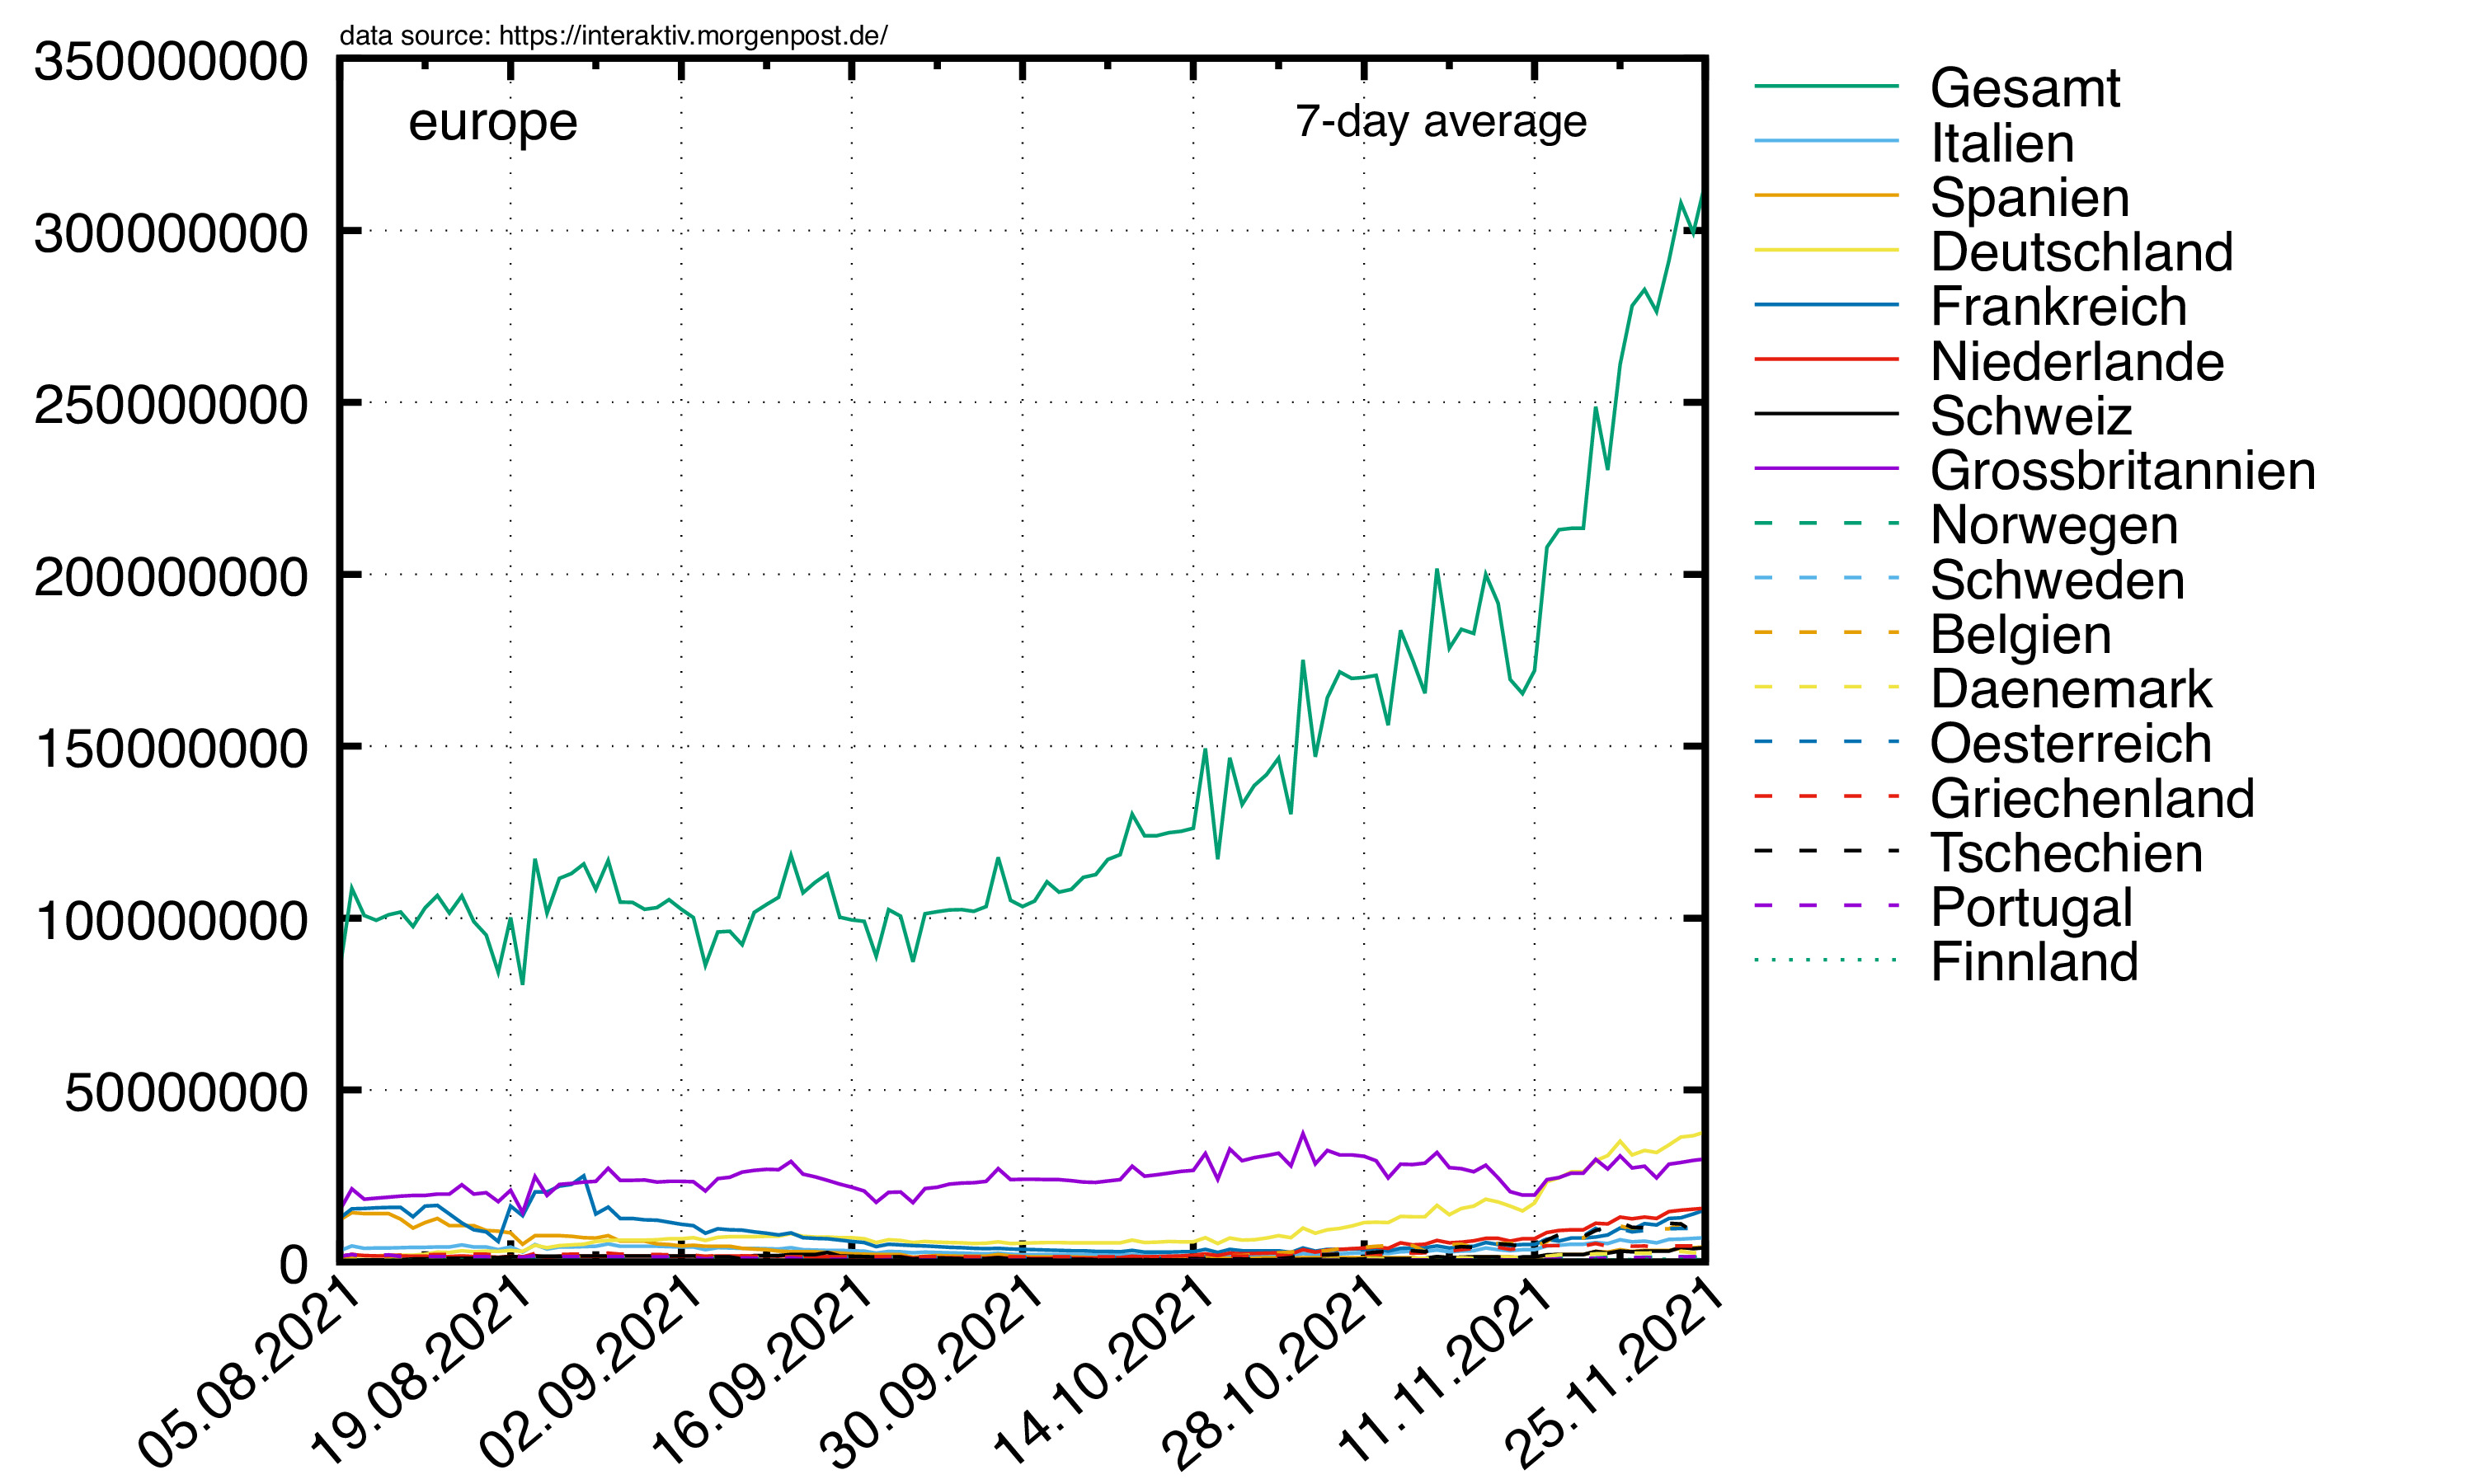 data source: https://interaktiv.morgenpost.de/
europe
7-day average
350000000
300000000
250000000
200000000
150000000
100000000
50000000
0
05.08.2021
19.08.2021
02.09.2021
16.09.2021
30.09.2021
14.10.2021
28.10.2021
11.11.2021
25.11.2021
Gesamt
Italien
Spanien
Deutschland
Frankreich
Niederlande
Schweiz
Grossbritannien
Norwegen
Schweden
Belgien
Daenemark
Oesterreich
Griechenland
Tschechien
Portugal
Finnland